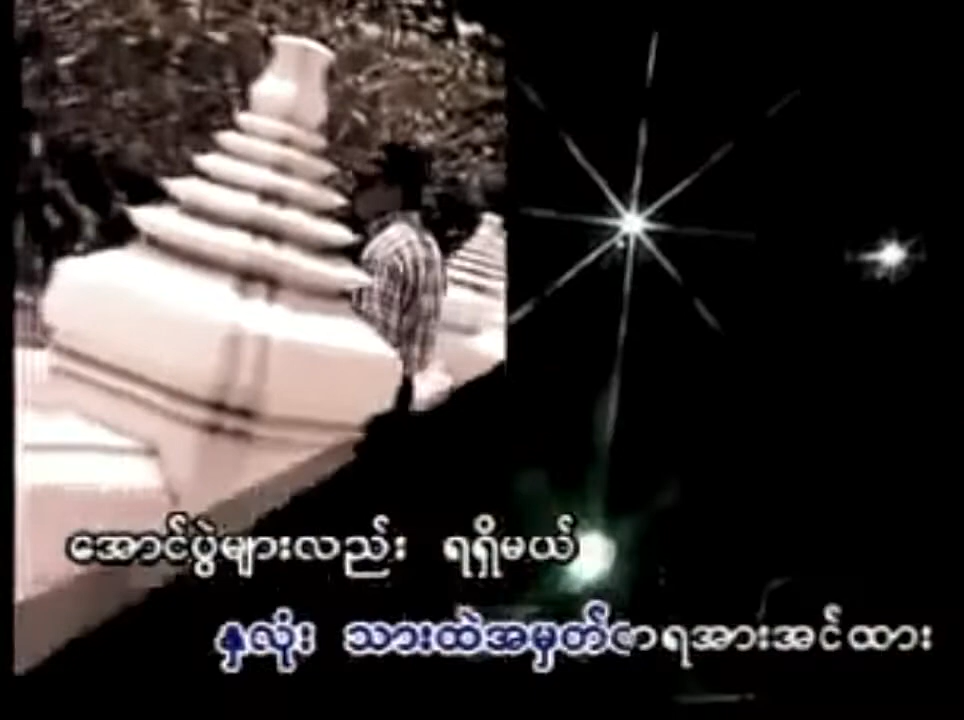 အောင်ပွဲများလည်း ရရှိမယ်
နှလုံး သားထဲအမှတ်ဇာရအားအင်ထား